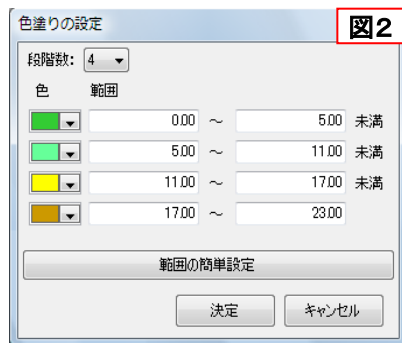 色塗りの設定
図2
段階数: 4
色 範囲
0.00 ～ 5.00 未満
5.00 ～ 11.00 未満
11.00 ～ 17.00 未満
17.00 ～ 23.00
範囲の簡単設定
決定 キャンセル